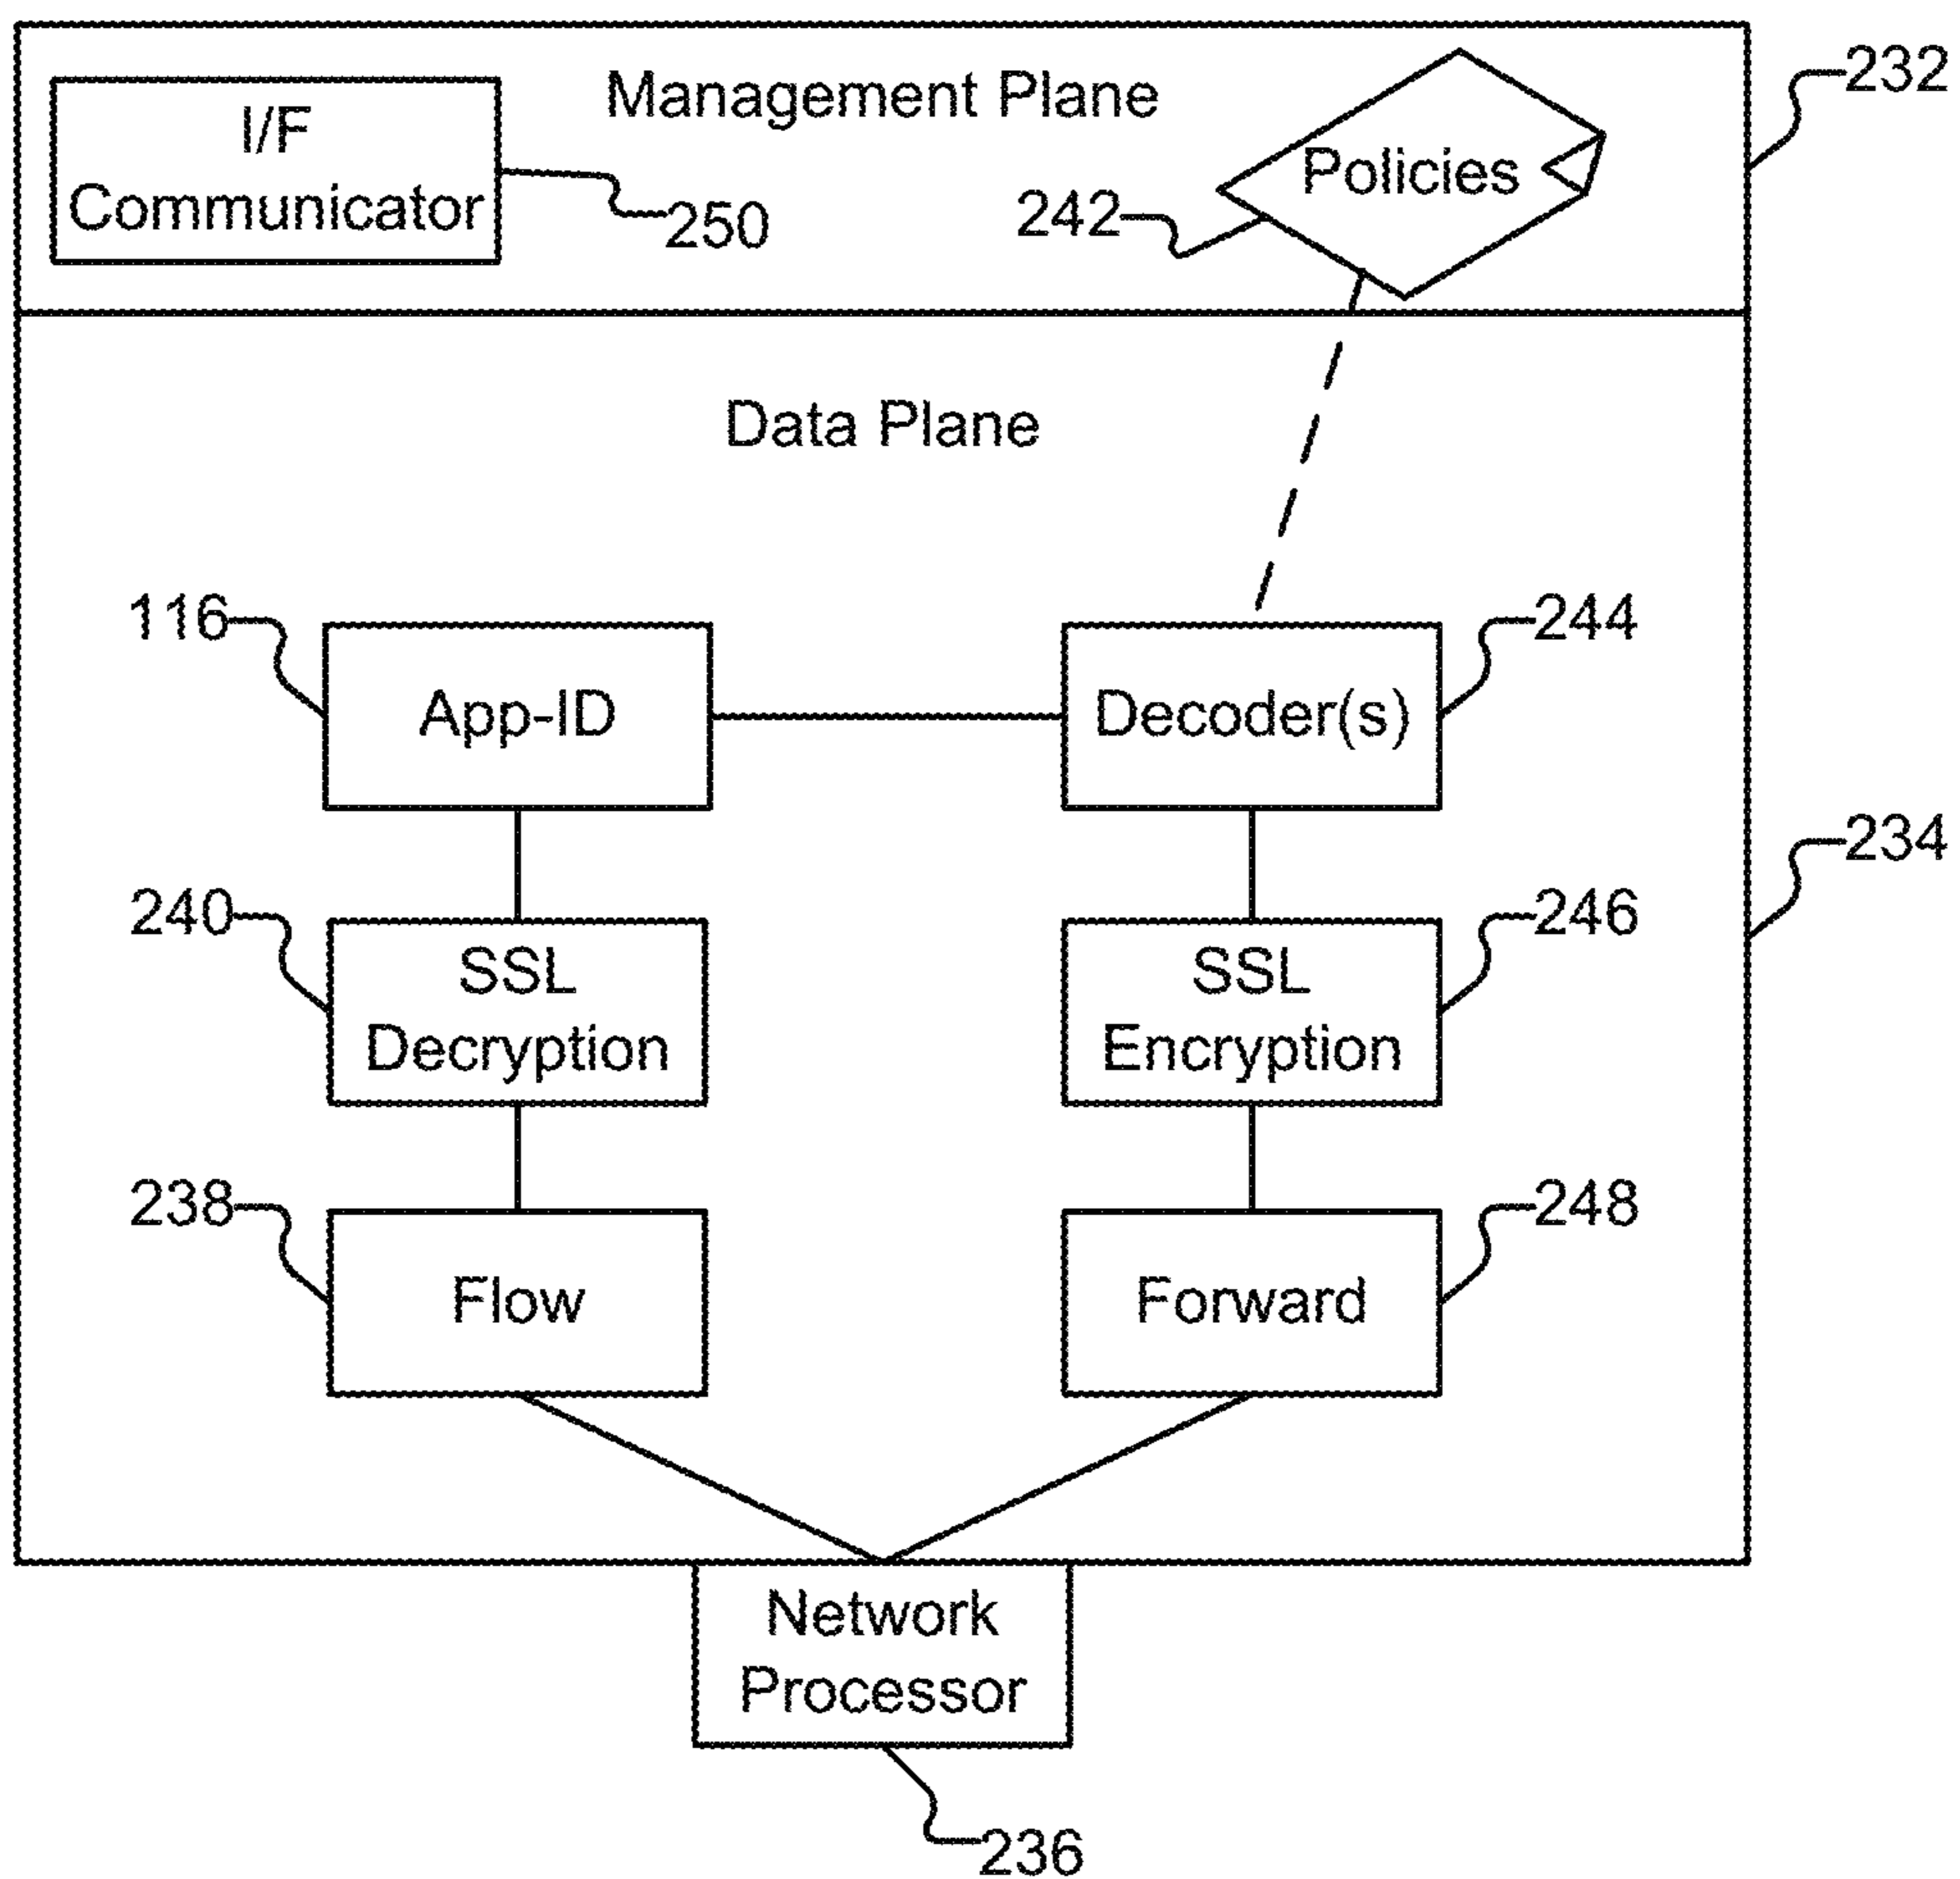 Management Plane
232
I/F
Communicator
250
Policies
242
Data Plane
116
App-ID
Decoder(s)
244
234
240
SSL
Decryption
SSL
Encryption
246
238
Flow
Forward
248
Network
Processor
236